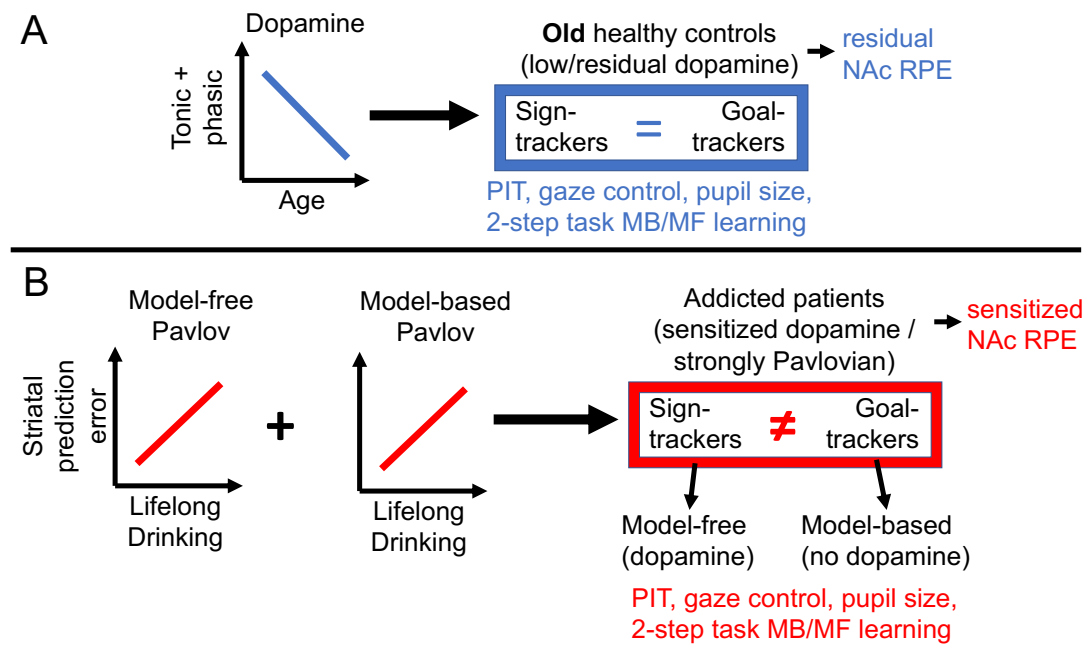 A
Dopamine
Tonic +
phasic
Age
Old healthy controls
(low/residual dopamine)
residual
NAc RPE
Sign-
trackers
=
Goal-
trackers
PIT, gaze control, pupil size,
2-step task MB/MF learning
B
Model-free
Pavlov
Striatal
prediction
error
Lifelong
Drinking
+
Model-based
Pavlov
Lifelong
Drinking
Addicted patients
(sensitized dopamine /
strongly Pavlovian)
sensitized
NAc RPE
Sign-
trackers
≠
Goal-
trackers
Model-free
(dopamine)
Model-based
(no dopamine)
PIT, gaze control, pupil size,
2-step task MB/MF learning